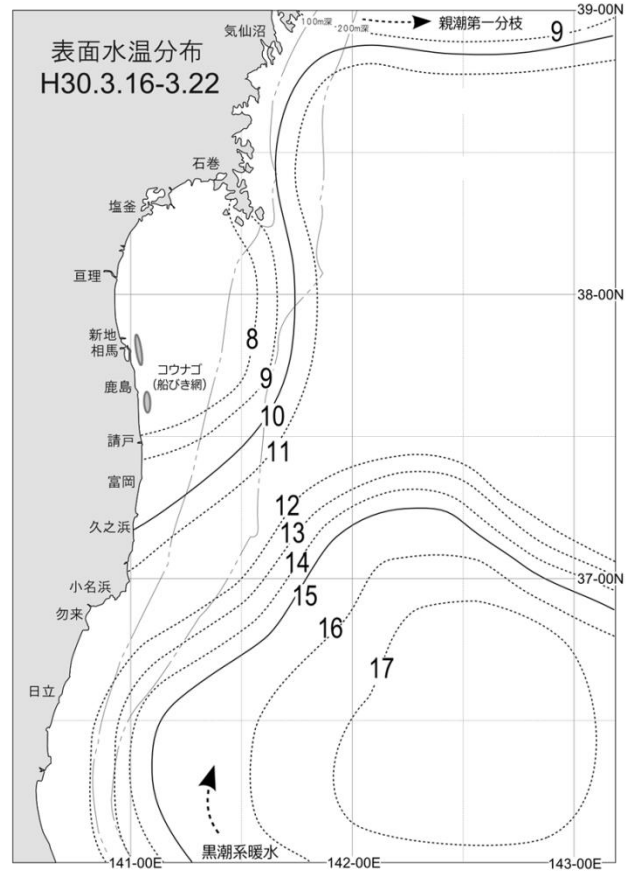 表面水温分布
H30.3.16-3.22
39-00N
気仙沼
100m深
200m深
親潮第一分枝
9
石巻
塩釜
亘理
38-00N
新地
相馬
コウナゴ
(船びき網)
鹿島
8
9
10
11
請戸
富岡
久之浜
12
13
14
15
37-00N
小名浜
勿来
16
17
日立
黒潮系暖水
141-00E
142-00E
143-00E